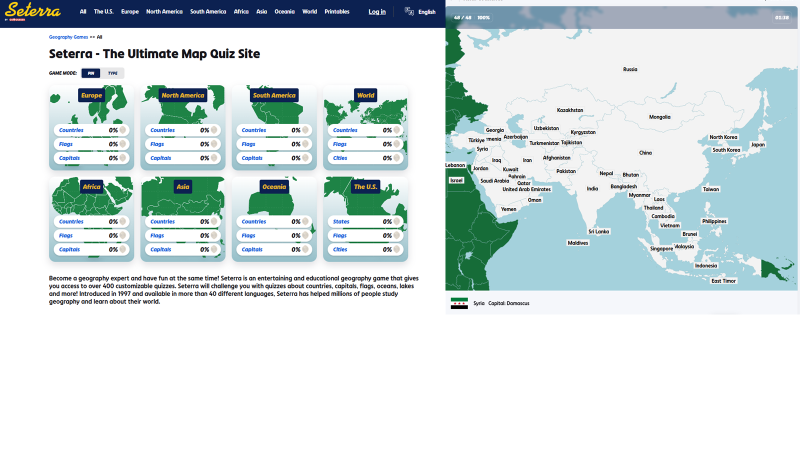 Seterra
All The U.S. Europe North America South America Africa Asia Oceania World Printables Log in English
Geography Games >> All
Seterra - The Ultimate Map Quiz Site
GAME MODE: PIN TYPE
Europe
Countries 0%
Flags 0%
Capitals 0%
North America
Countries 0%
Flags 0%
Capitals 0%
South America
Countries 0%
Flags 0%
Capitals 0%
World
Countries 0%
Flags 0%
Cities 0%
Africa
Countries 0%
Flags 0%
Capitals 0%
Asia
Countries 0%
Flags 0%
Capitals 0%
Oceania
Countries 0%
Flags 0%
Capitals 0%
The U.S.
States 0%
Flags 0%
Cities 0%
Become a geography expert and have fun at the same time! Seterra is an entertaining and educational geography game that gives
you access to over 400 customizable quizzes. Seterra will challenge you with quizzes about countries, capitals, flags, oceans, lakes
and more! Introduced in 1997 and available in more than 40 different languages, Seterra has helped millions of people study
geography and learn about their world.
48 / 48 100%
Russia
Kazakhstan
Mongolia
Georgia
Uzbekistan
Kyrgyzstan
North Korea
Türkiye
menia
Azerbaijan
Turkmenistan
Tajikistan
Japan
Syria
China
South Korea
Lebanon
Iraq
Iran
Afghanistan
Jordan
Kuwait
Pakistan
Nepal
Bhutan
Israel
Saudi Arabia
Bahrain
Qatar
United Arab Emirates
India
Bangladesh
Taiwan
Oman
Myanmar
Laos
Yemen
Thailand
Cambodia
Philippines
Vietnam
Sri Lanka
Brunei
Maldives
Singapore
Malaysia
Indonesia
East Timor
Syria Capital: Damascus